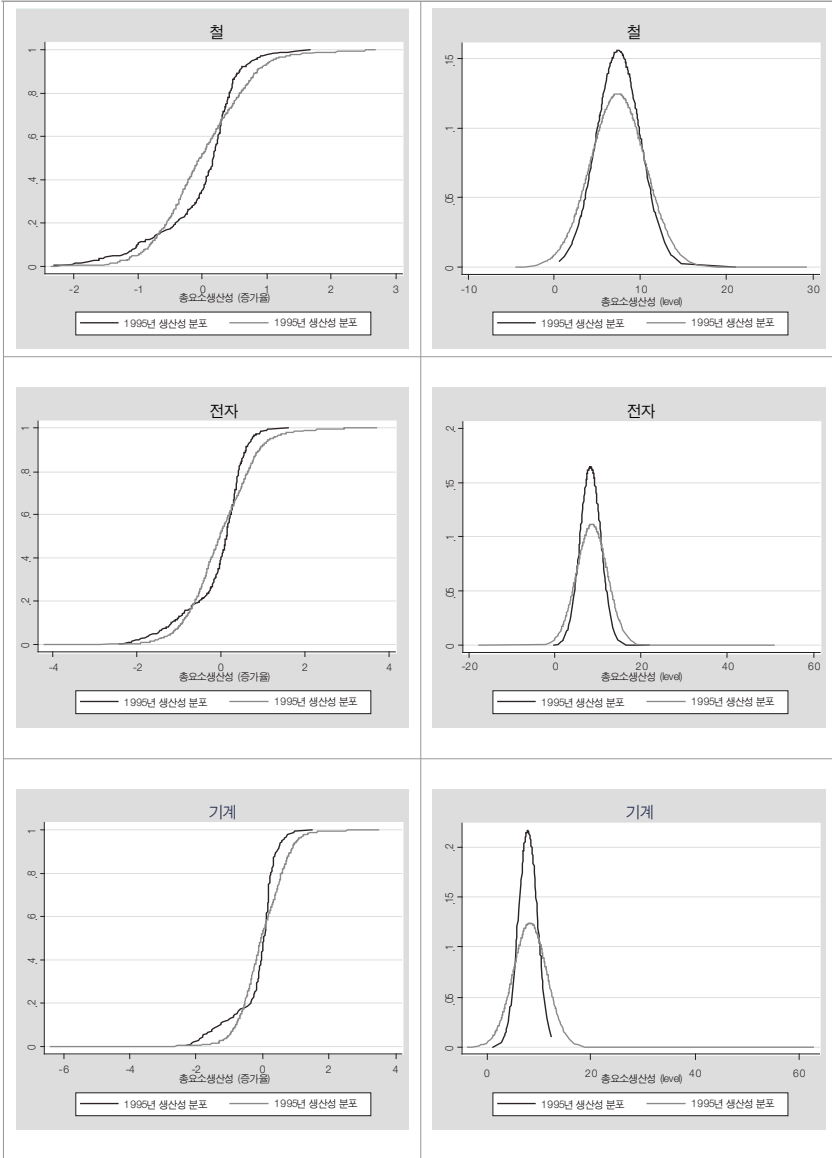 철
0 .2 .4 .6 .8 1
-2 -1 0 1 2 3
총요소생산성 (증가율)
1995년 생산성 분포 1995년 생산성 분포
철
0 .05 .1 .15
-10 0 10 20 30
총요소생산성 (level)
1995년 생산성 분포 1995년 생산성 분포
전자
0 .2 .4 .6 .8 1
-4 -2 0 2 4
총요소생산성 (증가율)
1995년 생산성 분포 1995년 생산성 분포
전자
0 .05 .1 .15 .2
-20 0 20 40 60
총요소생산성 (level)
1995년 생산성 분포 1995년 생산성 분포
기계
0 .2 .4 .6 .8 1
-6 -4 -2 0 2 4
총요소생산성 (증가율)
1995년 생산성 분포 1995년 생산성 분포
기계
0 .05 .1 .15 .2
0 20 40 60
총요소생산성 (level)
1995년 생산성 분포 1995년 생산성 분포